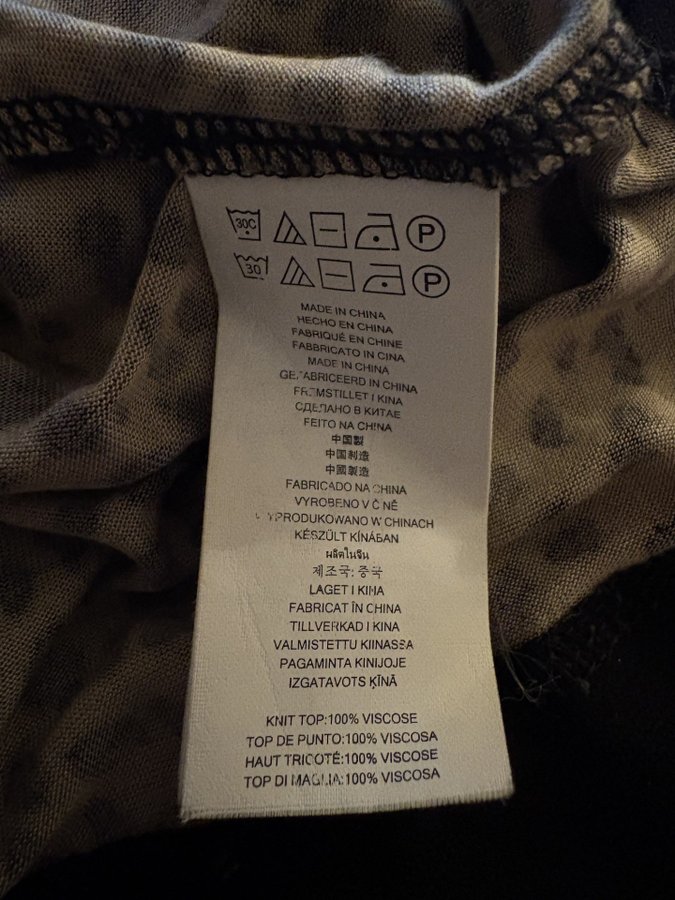 30C P
30 P
MADE IN CHINA
HECHO EN CHINA
FABRIQUÉ EN CHINE
FABBRICATO IN CINA
MADE IN CHINA
GEFABRICEERD IN CHINA
FREMSTILLET I KINA
СДЕЛАНО В КИТАЕ
FEITO NA CHINA
中国製
中国制造
中國製造
FABRICADO NA CHINA
VYROBENO V ČÍNĚ
WYPRODUKOWANO W CHINACH
KÉSZÜLT KÍNÁBAN
ผลิตในจีน
제조국: 중국
LAGET I KINA
FABRICAT ÎN CHINA
TILLVERKAD I KINA
VALMISTETTU KIINASSA
PAGAMINTA KINIJOJE
IZGATAVOTS ĶĪNĀ
KNIT TOP:100% VISCOSE
TOP DE PUNTO:100% VISCOSA
HAUT TRICOTÉ:100% VISCOSE
TOP DI MAGLIA:100% VISCOSA